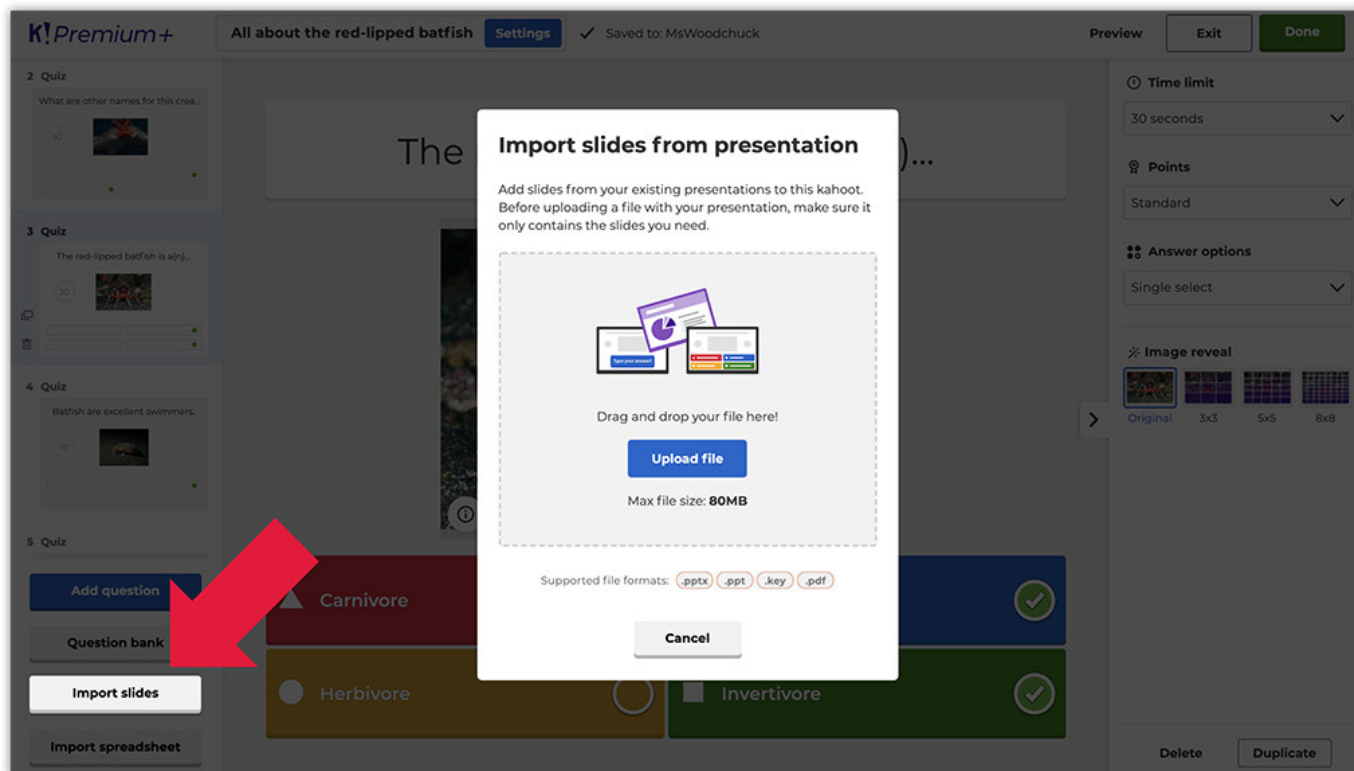 K! Premium+
All about the red-lipped batfish
Settings
Saved to: MsWoodchuck
Preview
Exit
Done
2 Quiz
What are other names for this crea...
30
3 Quiz
The red-lipped batfish is a(n)...
30
4 Quiz
Batfish are excellent swimmers.
5 Quiz
Add question
Question bank
Import slides
Import spreadsheet
The
)...
Import slides from presentation
Add slides from your existing presentations to this kahoot.
Before uploading a file with your presentation, make sure it
only contains the slides you need.
Type your answer!
Drag and drop your file here!
Upload file
Max file size: 80MB
Supported file formats: .pptx .ppt .key .pdf
Cancel
Carnivore
Herbivore
Invertivore
Time limit
30 seconds
Points
Standard
Answer options
Single select
Image reveal
Original 3x3 5x5 8x8
Delete
Duplicate